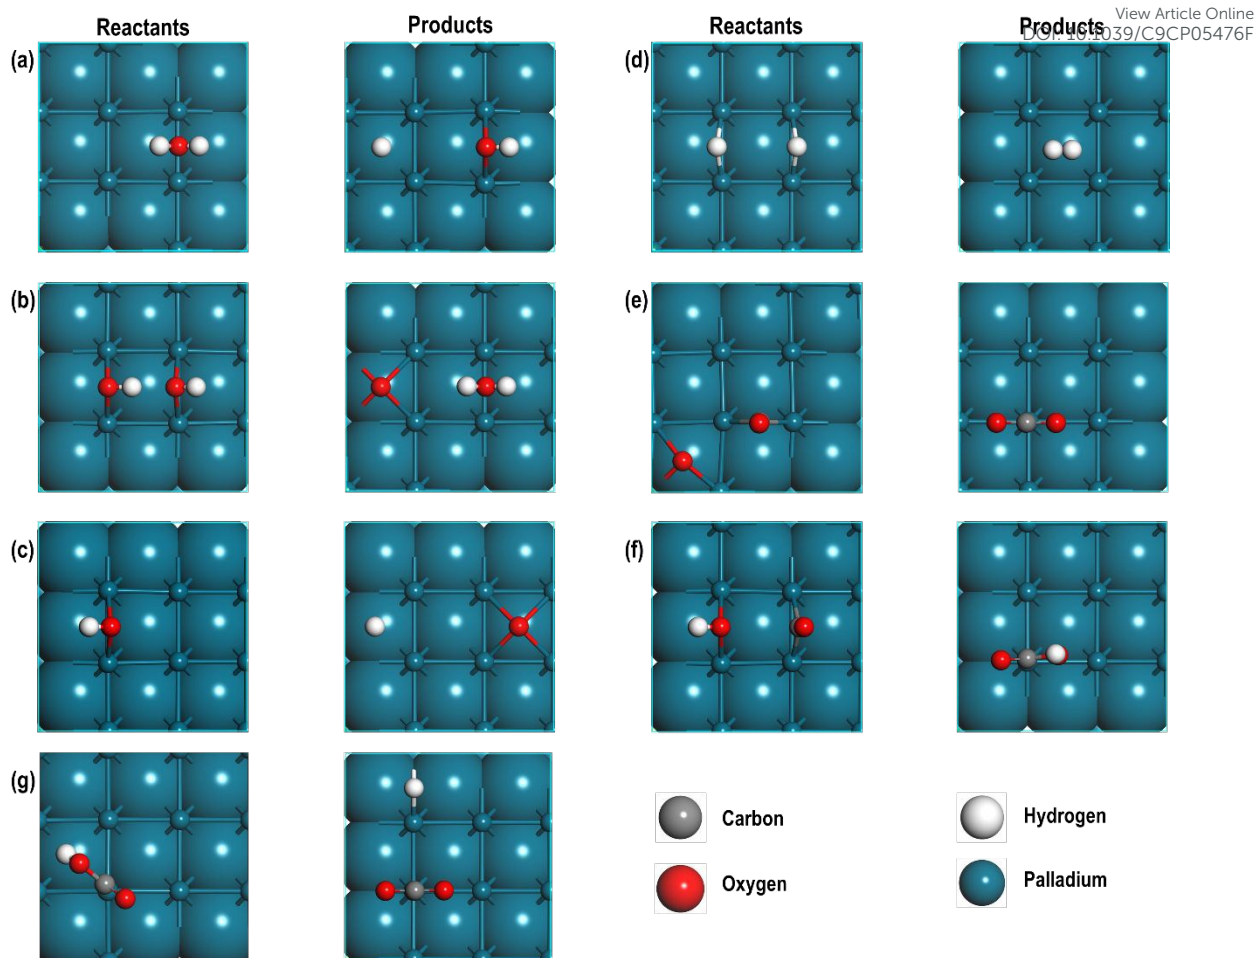 View Article Online
DOI: 10.1039/C9CP05476F
Reactants Products Reactants Products
(a) (d)
(b) (e)
(c) (f)
(g)
Carbon Hydrogen
Oxygen Palladium